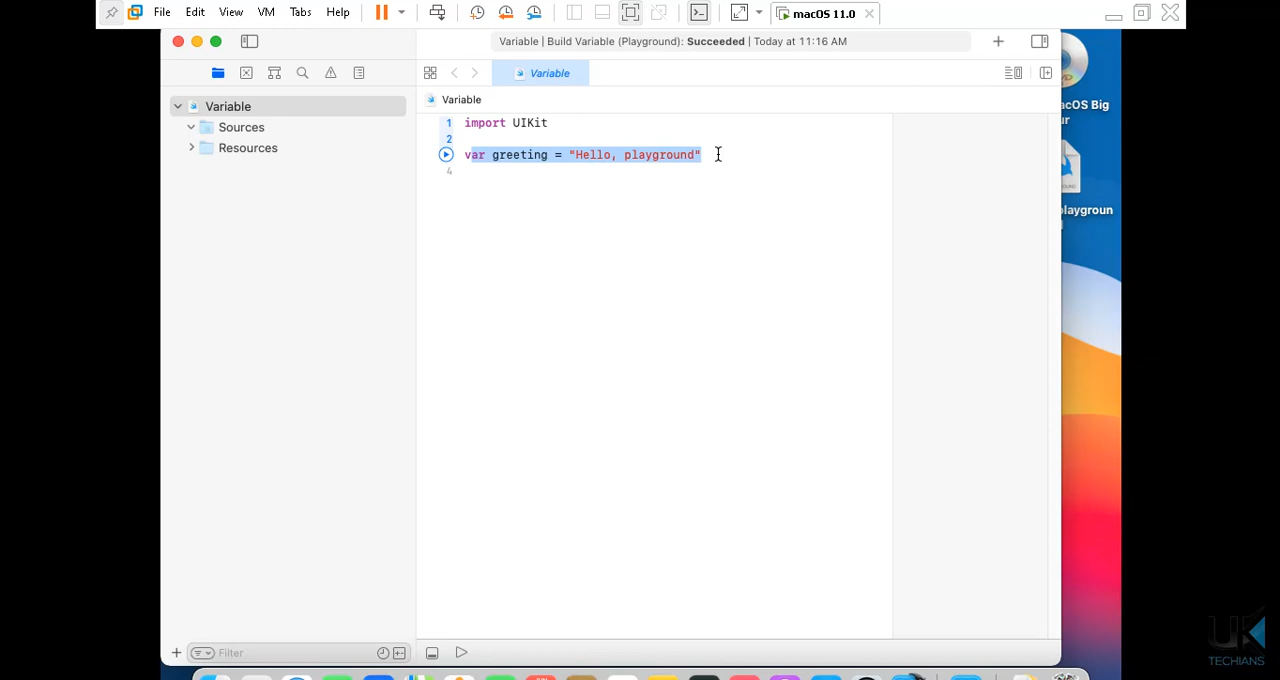 File Edit View VM Tabs Help
macOS 11.0
Variable | Build Variable (Playground): Succeeded | Today at 11:16 AM
Variable
Variable
Variable
Sources
Resources
1 import UIKit
2
var greeting = "Hello, playground"
4
acOS Big
ur
playgroun
Filter
UK
TECHIANS